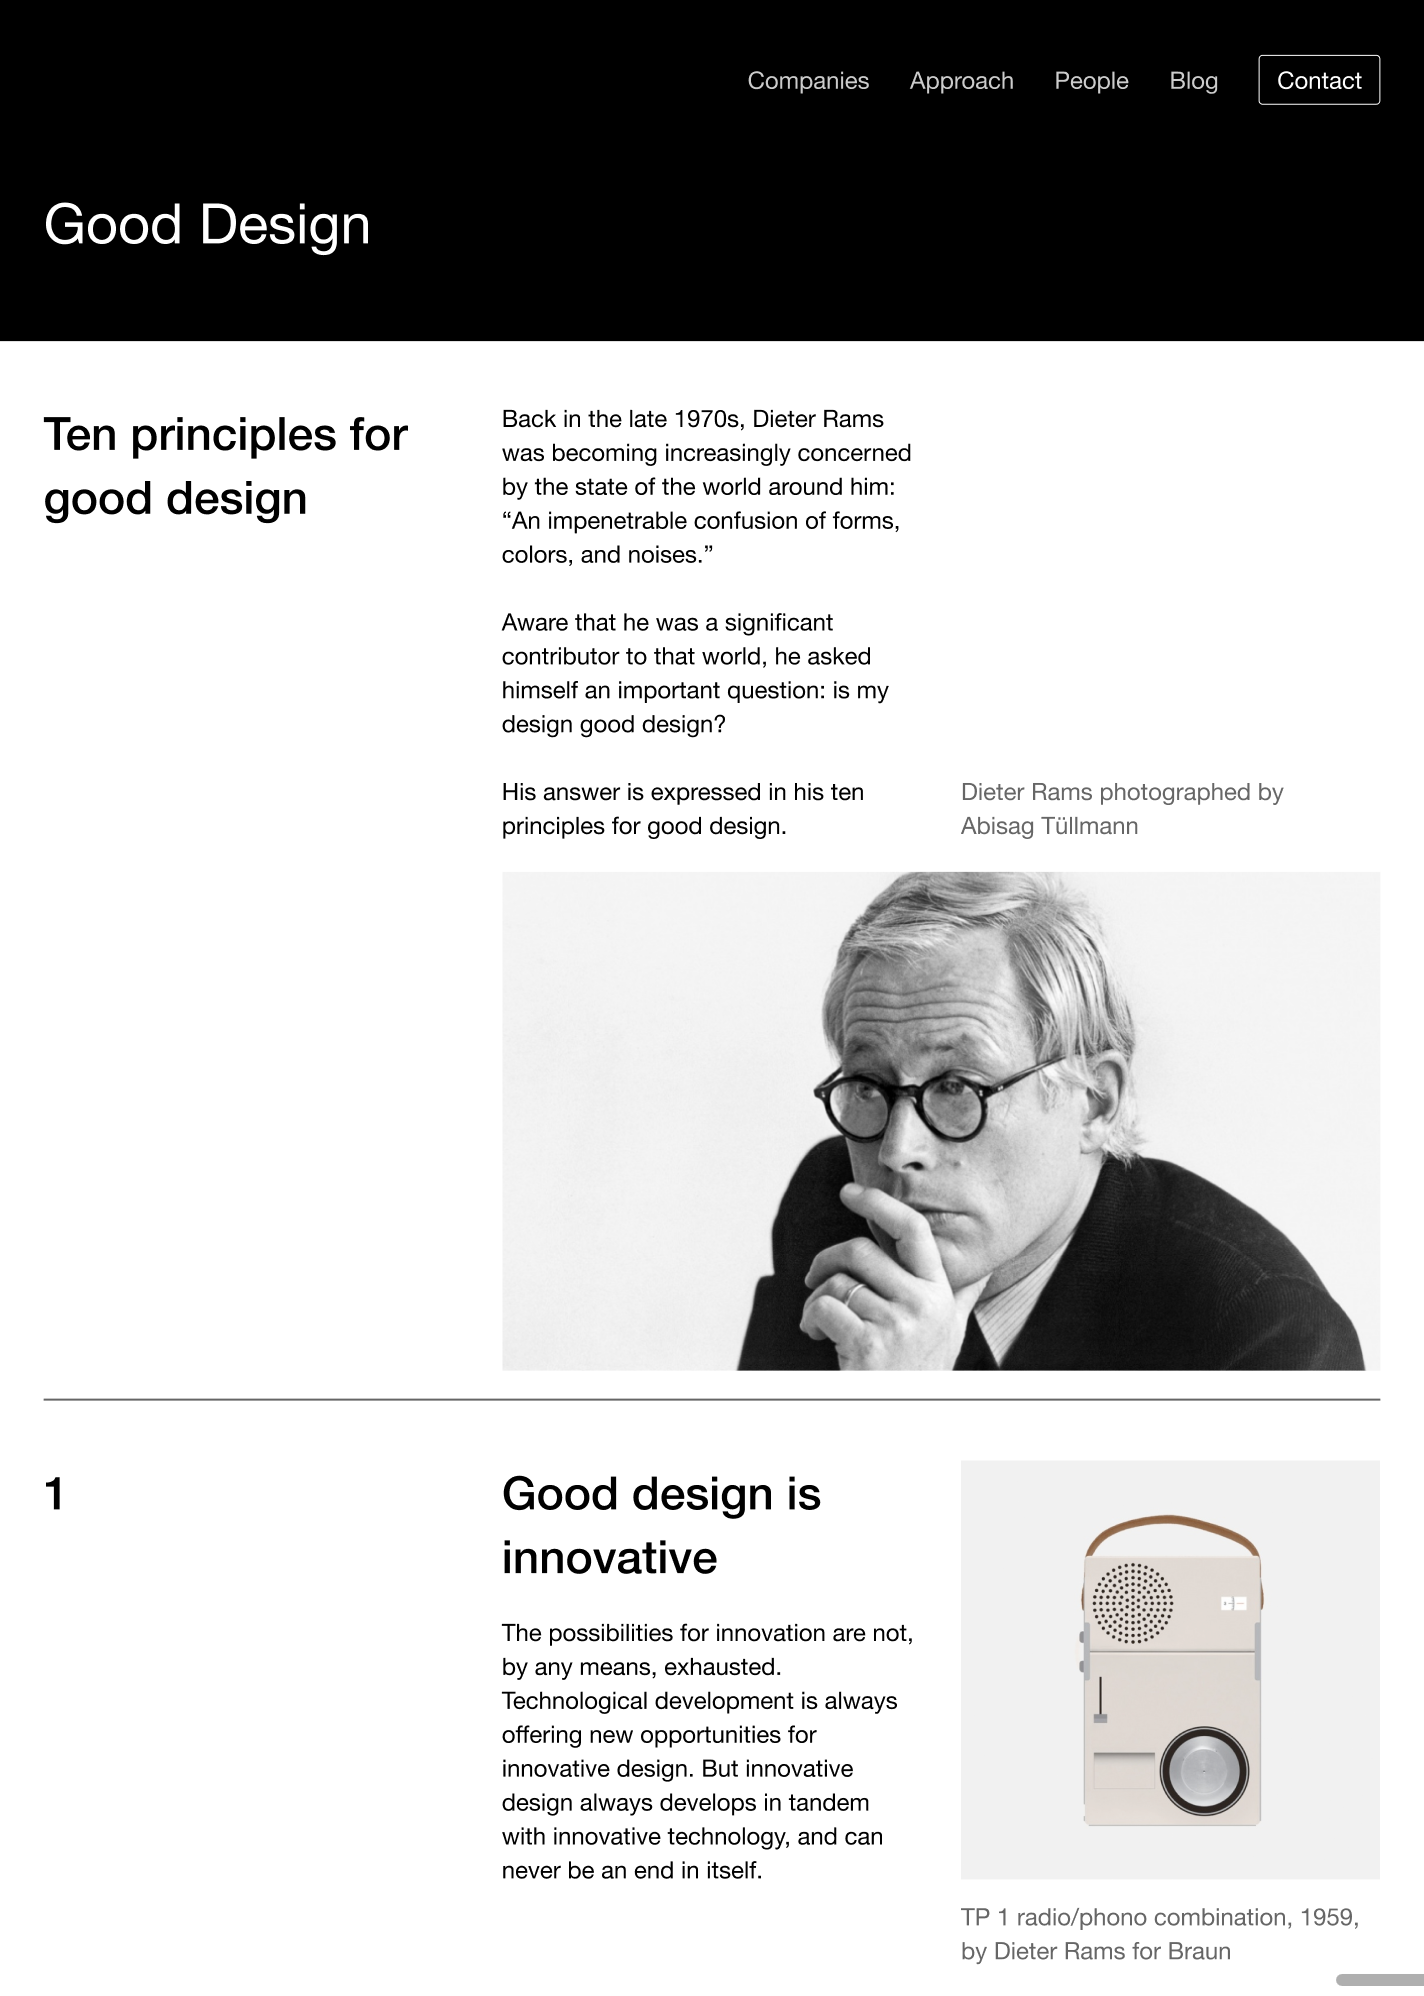 Companies Approach People Blog Contact
Good Design
Ten principles for
good design
Back in the late 1970s, Dieter Rams
was becoming increasingly concerned
by the state of the world around him:
“An impenetrable confusion of forms,
colors, and noises.”
Aware that he was a significant
contributor to that world, he asked
himself an important question: is my
design good design?
His answer is expressed in his ten
principles for good design.
Dieter Rams photographed by
Abisag Tüllmann
1
Good design is
innovative
The possibilities for innovation are not,
by any means, exhausted.
Technological development is always
offering new opportunities for
innovative design. But innovative
design always develops in tandem
with innovative technology, and can
never be an end in itself.
TP 1 radio/phono combination, 1959,
by Dieter Rams for Braun